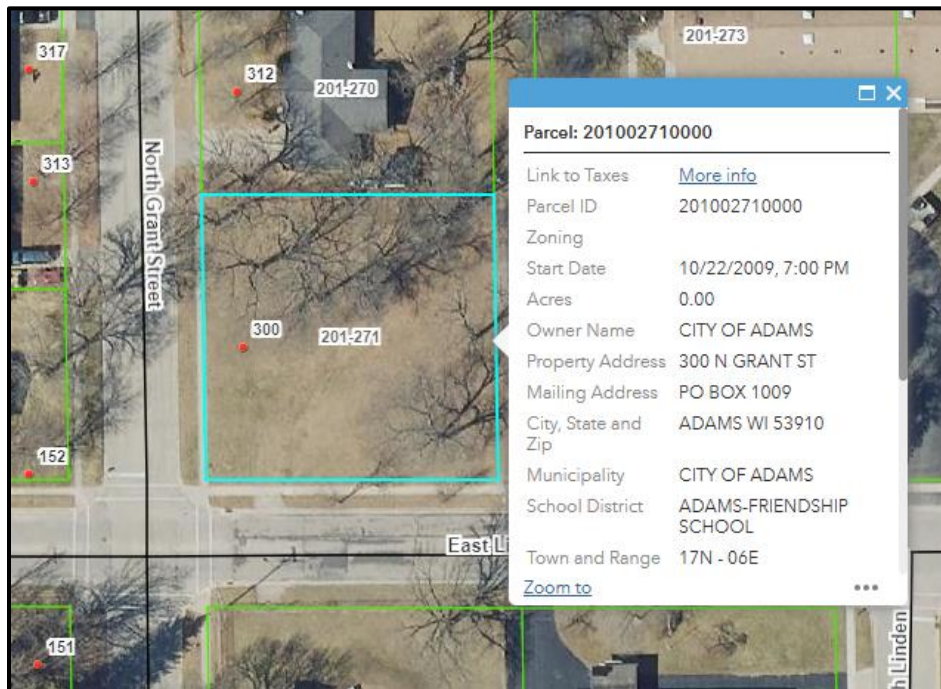 317
312
201-270
201-273
313
North Grant Street
300
201-271
152
East Li
151
h Linden
Parcel: 201002710000
Link to Taxes More info
Parcel ID 201002710000
Zoning
Start Date 10/22/2009, 7:00 PM
Acres 0.00
Owner Name CITY OF ADAMS
Property Address 300 N GRANT ST
Mailing Address PO BOX 1009
City, State and ADAMS WI 53910
Zip
Municipality CITY OF ADAMS
School District ADAMS-FRIENDSHIP
SCHOOL
Town and Range 17N - 06E
Zoom to